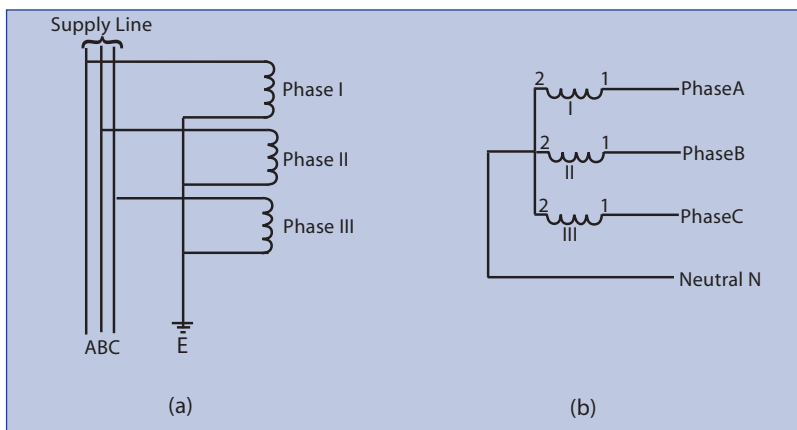 Supply Line
Phase I
Phase II
Phase III
ABC
E
(a)
2 1
PhaseA
I
2 1
PhaseB
II
2 1
PhaseC
III
Neutral N
(b)